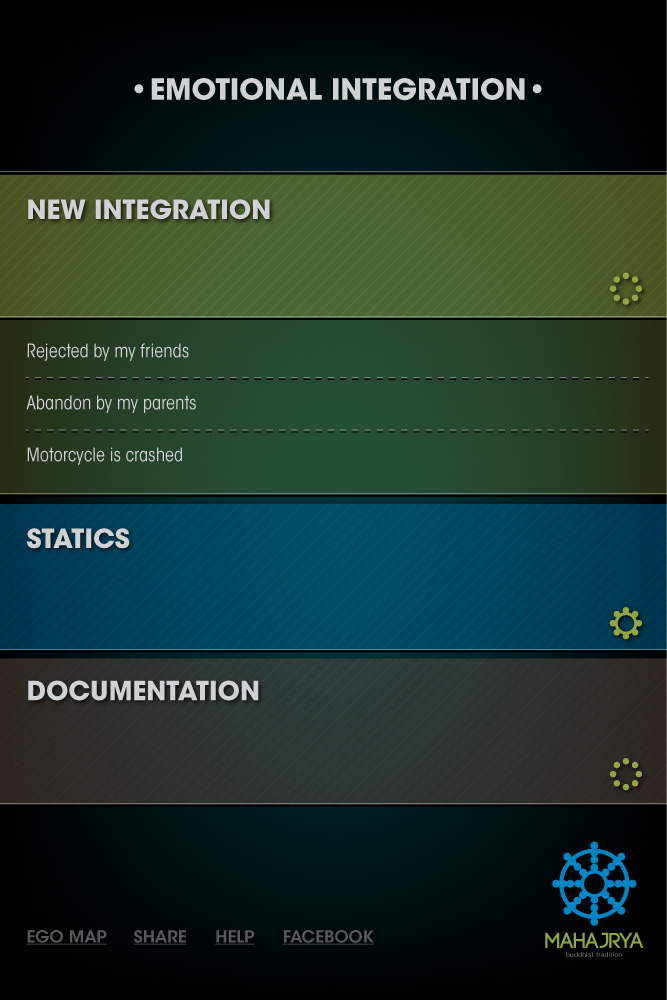 • EMOTIONAL INTEGRATION •
NEW INTEGRATION
Rejected by my friends
Abandon by my parents
Motorcycle is crashed
STATICS
DOCUMENTATION
EGO MAP SHARE HELP FACEBOOK
MAHAJRYA
buddhist tradition